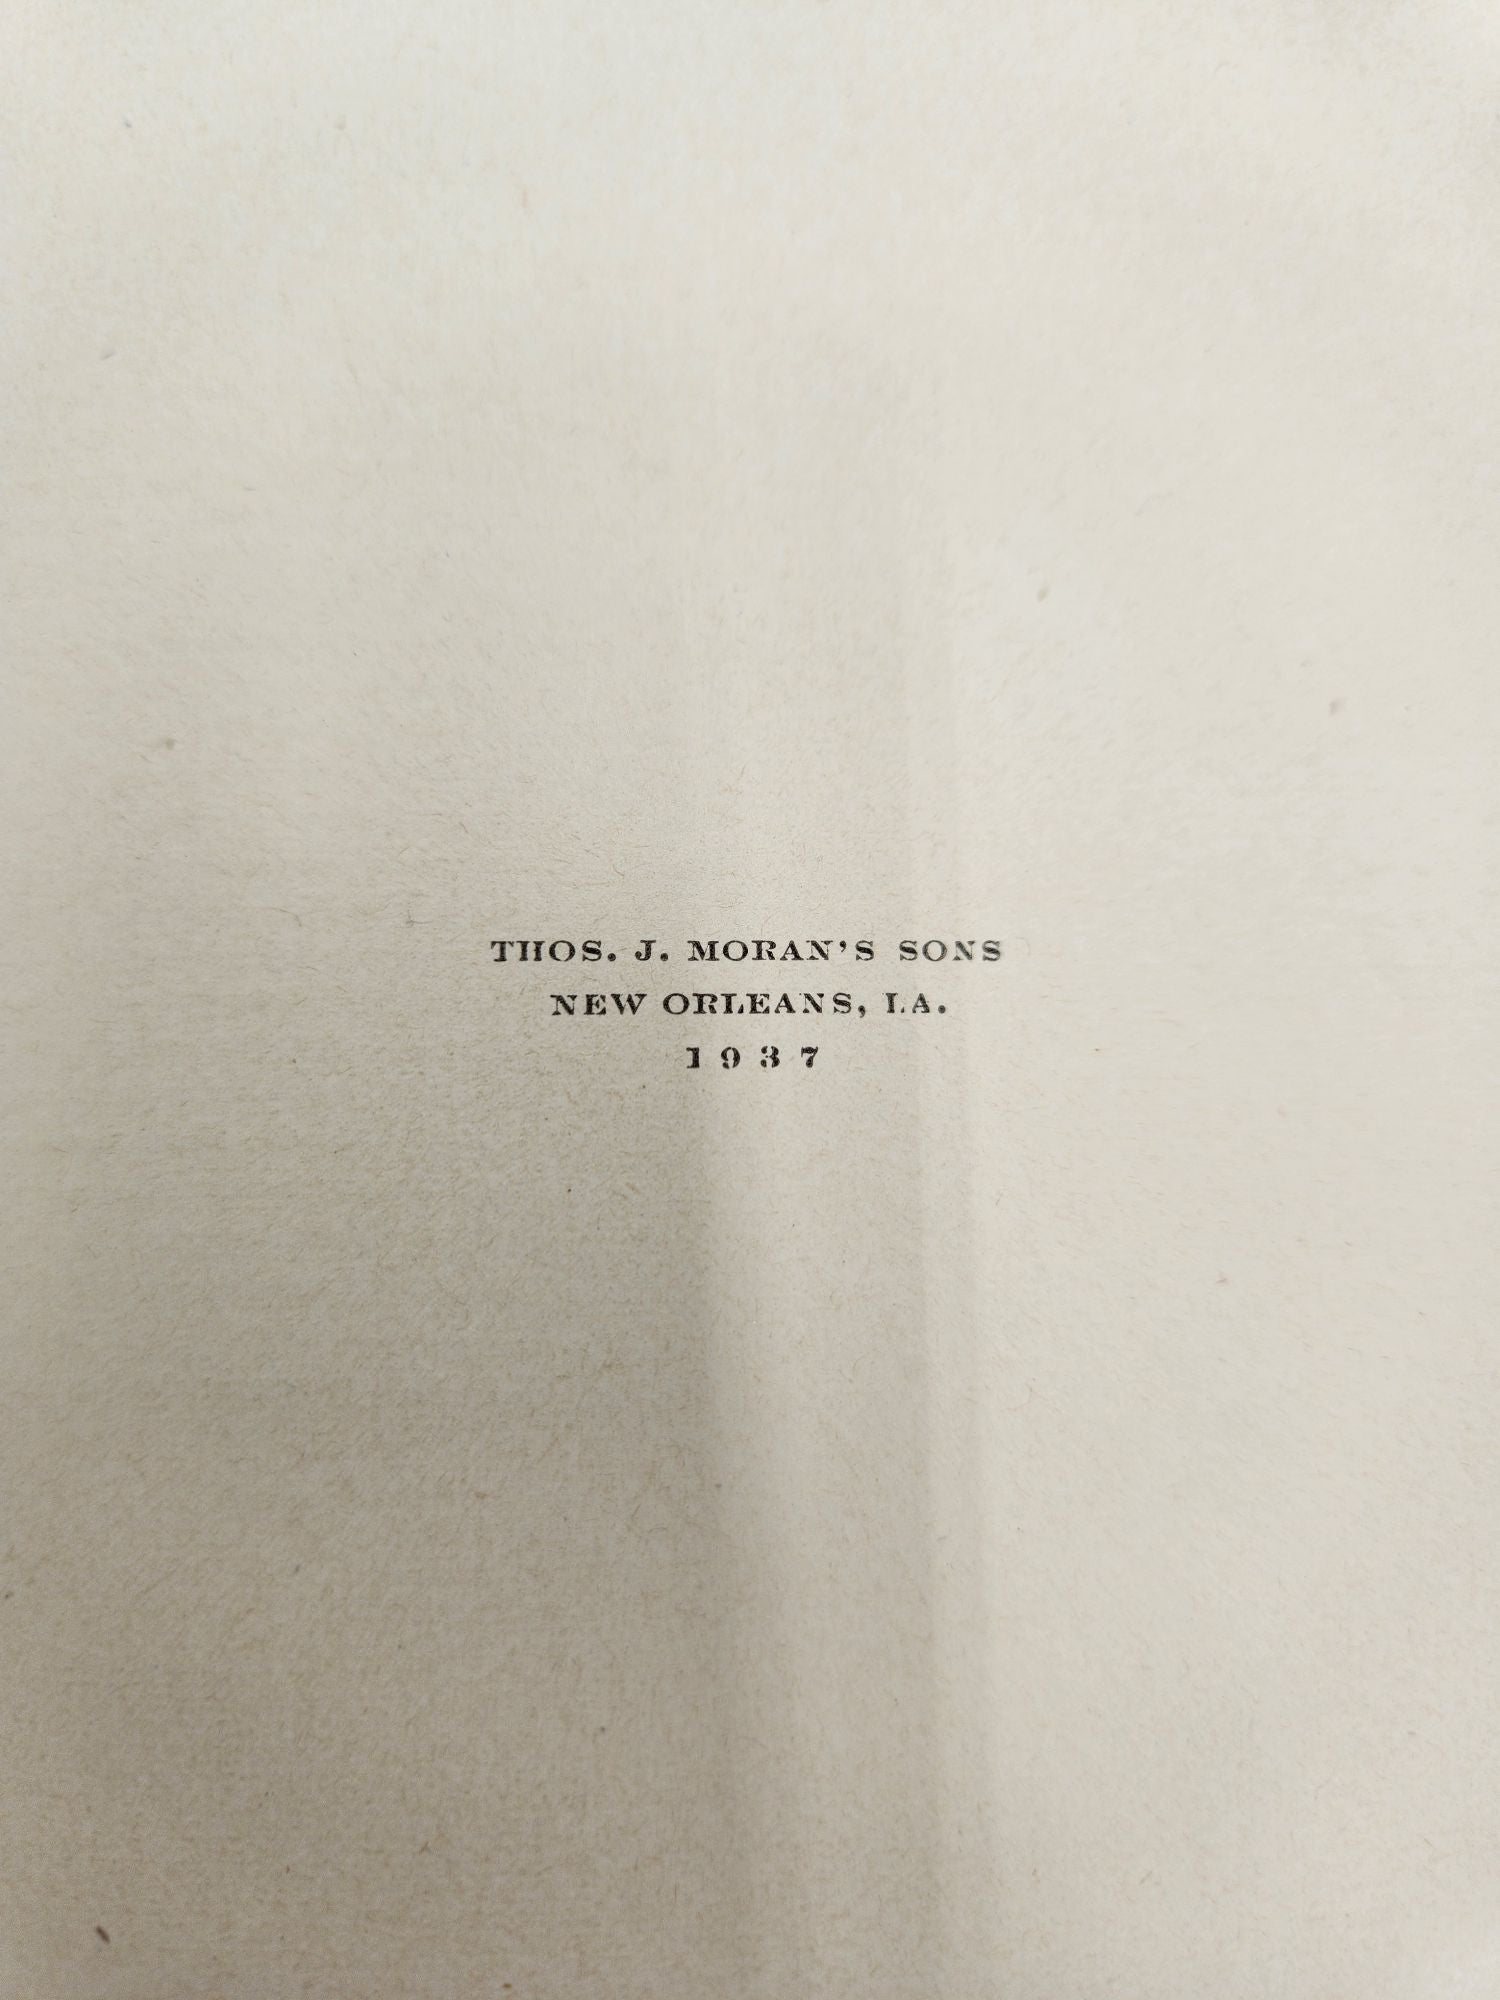 THOS. J. MORAN'S SONS
NEW ORLEANS, LA.
1937